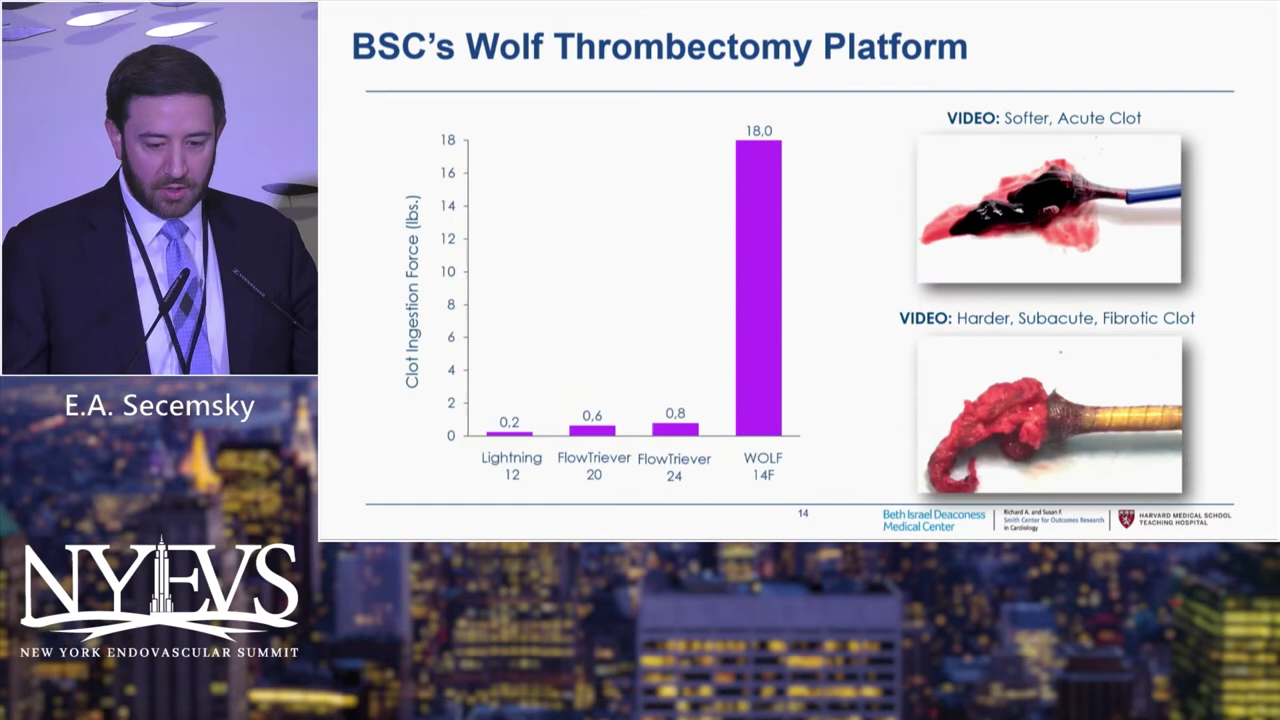 BSC's Wolf Thrombectomy Platform
Clot Ingestion Force (lbs.)
18
16
14
12
10
8
6
4
2
0
0,2
0,6
0,8
18,0
Lightning
12
FlowTriever
20
FlowTriever
24
WOLF
14F
VIDEO: Softer, Acute Clot
VIDEO: Harder, Subacute, Fibrotic Clot
14
Beth Israel Deaconess
Medical Center
Richard A. and Susan F.
Smith Center for Outcomes Research
in Cardiology
HARVARD MEDICAL SCHOOL
TEACHING HOSPITAL
E.A. Secemsky
NYEVS
NEW YORK ENDOVASCULAR SUMMIT